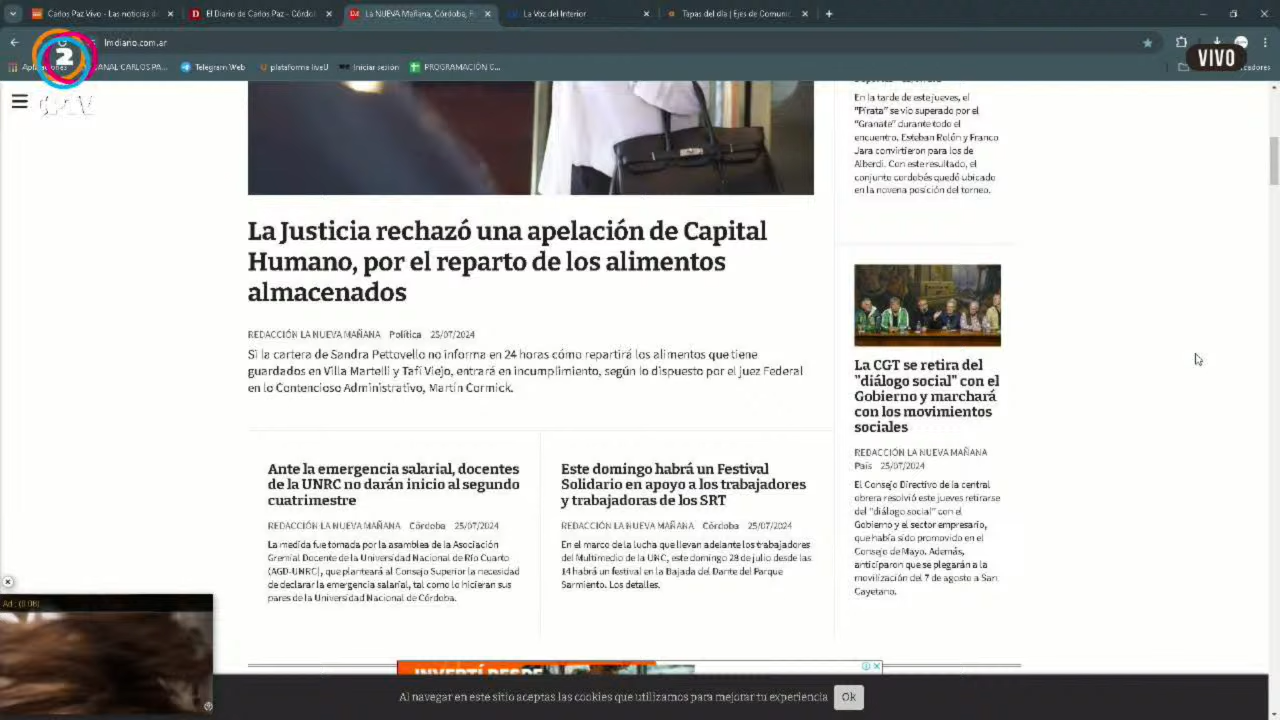 Carlos Paz Vivo - Las noticias de
El Diario de Carlos Paz - Córdob
La NUEVA Mañana, Córdoba, R
La Voz del Interior
Tapas del día | Ejes de Comunic
lmdiario.com.ar
2
VIVO
CANAL CARLOS PA...
Telegram Web
plataforma liveU
Iniciar sesión
PROGRAMACIÓN C...
CPTV
En la tarde de este jueves, el
"Pirata" se vio superado por el
"Granate" durante todo el
encuentro. Esteban Rolón y Franco
Jara convirtieron para los de
Alberdi. Con este resultado, el
conjunto cordobés quedó ubicado
en la novena posición del torneo.
La Justicia rechazó una apelación de Capital
Humano, por el reparto de los alimentos
almacenados
REDACCIÓN LA NUEVA MAÑANA Política 25/07/2024
Si la cartera de Sandra Pettovello no informa en 24 horas cómo repartirá los alimentos que tiene
guardados en Villa Martelli y Tafí Viejo, entrará en incumplimiento, según lo dispuesto por el juez Federal
en lo Contencioso Administrativo, Martín Cormick.
La CGT se retira del
"diálogo social" con el
Gobierno y marchará
con los movimientos
sociales
REDACCIÓN LA NUEVA MAÑANA
País 25/07/2024
El Consejo Directivo de la central
obrera resolvió este jueves retirarse
del "diálogo social" con el
Gobierno y el sector empresario,
que había sido promovido en el
Consejo de Mayo. Además,
anticiparon que se plegarán a la
movilización del 7 de agosto a San
Cayetano.
Ante la emergencia salarial, docentes
de la UNRC no darán inicio al segundo
cuatrimestre
REDACCIÓN LA NUEVA MAÑANA Córdoba 25/07/2024
La medida fue tomada por la asamblea de la Asociación
Gremial Docente de la Universidad Nacional de Río Cuarto
(AGD-UNRC), que planteará al Consejo Superior la necesidad
de declarar la emergencia salarial, tal como lo hicieran sus
pares de la Universidad Nacional de Córdoba.
Este domingo habrá un Festival
Solidario en apoyo a los trabajadores
y trabajadoras de los SRT
REDACCIÓN LA NUEVA MAÑANA Córdoba 25/07/2024
En el marco de la lucha que llevan adelante los trabajadores
del Multimedio de la UNC, este domingo 28 de julio desde las
14 habrá un festival en la Bajada del Dante del Parque
Sarmiento. Los detalles.
Ad: (0:08)
INVERTÍ DESDE
Al navegar en este sitio aceptas las cookies que utilizamos para mejorar tu experiencia
Ok